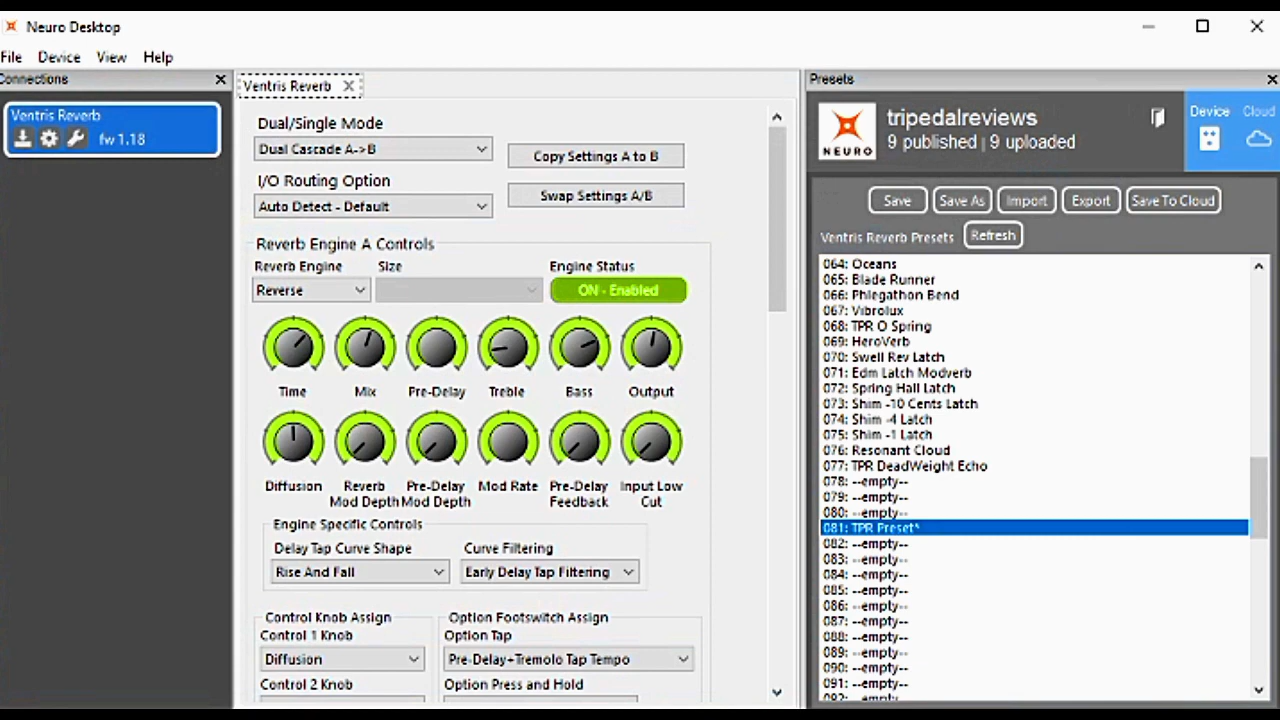 Neuro Desktop
File Device View Help
Connections
Ventris Reverb
fw 1.18
Ventris Reverb
Dual/Single Mode
Dual Cascade A->B
Copy Settings A to B
I/O Routing Option
Auto Detect - Default
Swap Settings A/B
Reverb Engine A Controls
Reverb Engine Size Engine Status
Reverse ON - Enabled
Time Mix Pre-Delay Treble Bass Output
Diffusion Reverb Mod Depth Pre-Delay Mod Depth Mod Rate Pre-Delay Feedback Input Low Cut
Engine Specific Controls
Delay Tap Curve Shape Curve Filtering
Rise And Fall Early Delay Tap Filtering
Control Knob Assign Option Footswitch Assign
Control 1 Knob Option Tap
Diffusion Pre-Delay+Tremolo Tap Tempo
Control 2 Knob Option Press and Hold
Presets
NEURO
tripedalreviews
9 published | 9 uploaded
Device Cloud
Save Save As Import Export Save To Cloud
Ventris Reverb Presets Refresh
064: Oceans
065: Blade Runner
066: Phlegathon Bend
067: Vibrolux
068: TPR O Spring
069: HeroVerb
070: Swell Rev Latch
071: Edm Latch Modverb
072: Spring Hall Latch
073: Shim -10 Cents Latch
074: Shim -4 Latch
075: Shim -1 Latch
076: Resonant Cloud
077: TPR DeadWeight Echo
078: --empty--
079: --empty--
080: --empty--
081: TPR Preset*
082: --empty--
083: --empty--
084: --empty--
085: --empty--
086: --empty--
087: --empty--
088: --empty--
089: --empty--
090: --empty--
091: --empty--
092: --empty--